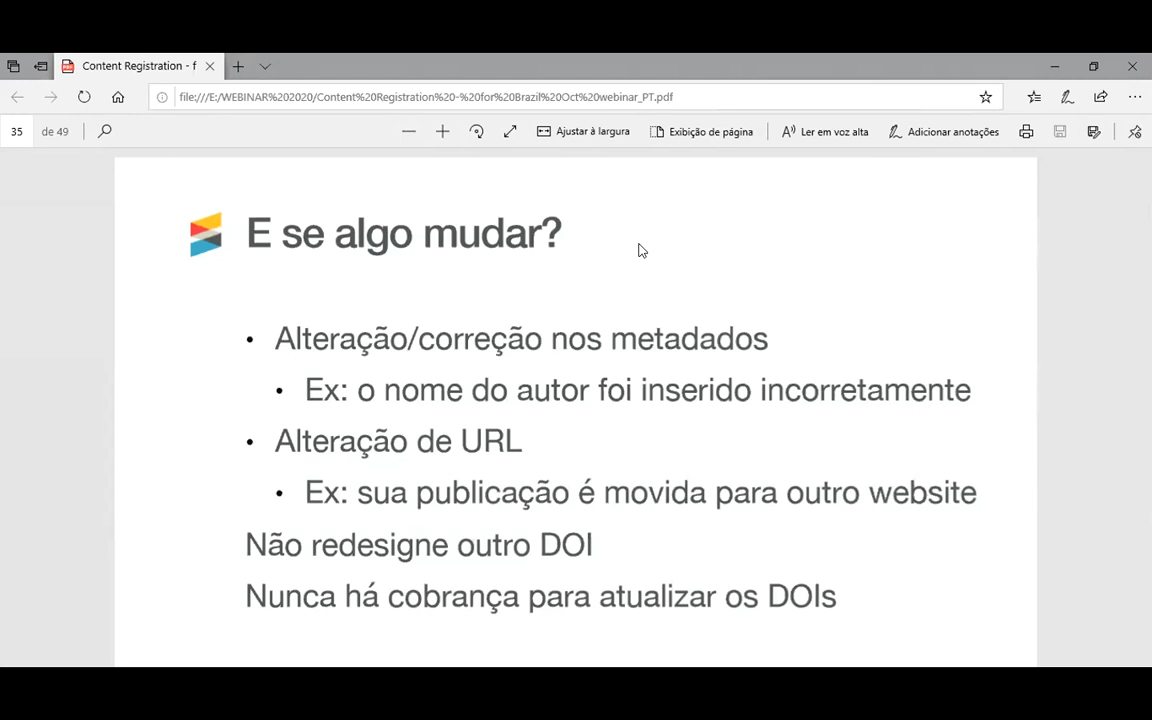 Content Registration - f
file:///E:/WEBINAR%202020/Content%20Registration%20-%20for%20Brazil%20Oct%20webinar_PT.pdf
35 de 49 Ajustar à largura Exibição de página Ler em voz alta Adicionar anotações
E se algo mudar?
• Alteração/correção nos metadados
• Ex: o nome do autor foi inserido incorretamente
• Alteração de URL
• Ex: sua publicação é movida para outro website
Não redesigne outro DOI
Nunca há cobrança para atualizar os DOIs